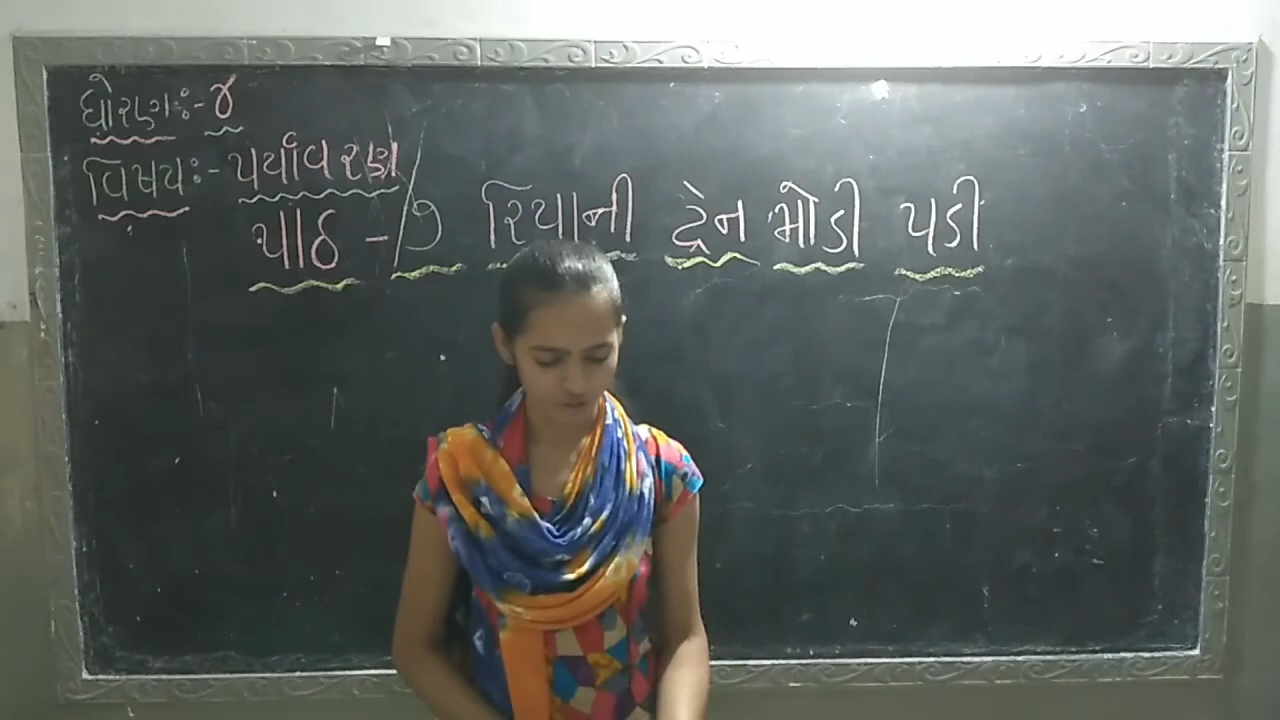 ધોરણઃ- ૪
વિષયઃ- પર્યાવરણ
પાઠ - ૭ રિયાની ટ્રેન મોડી પડી